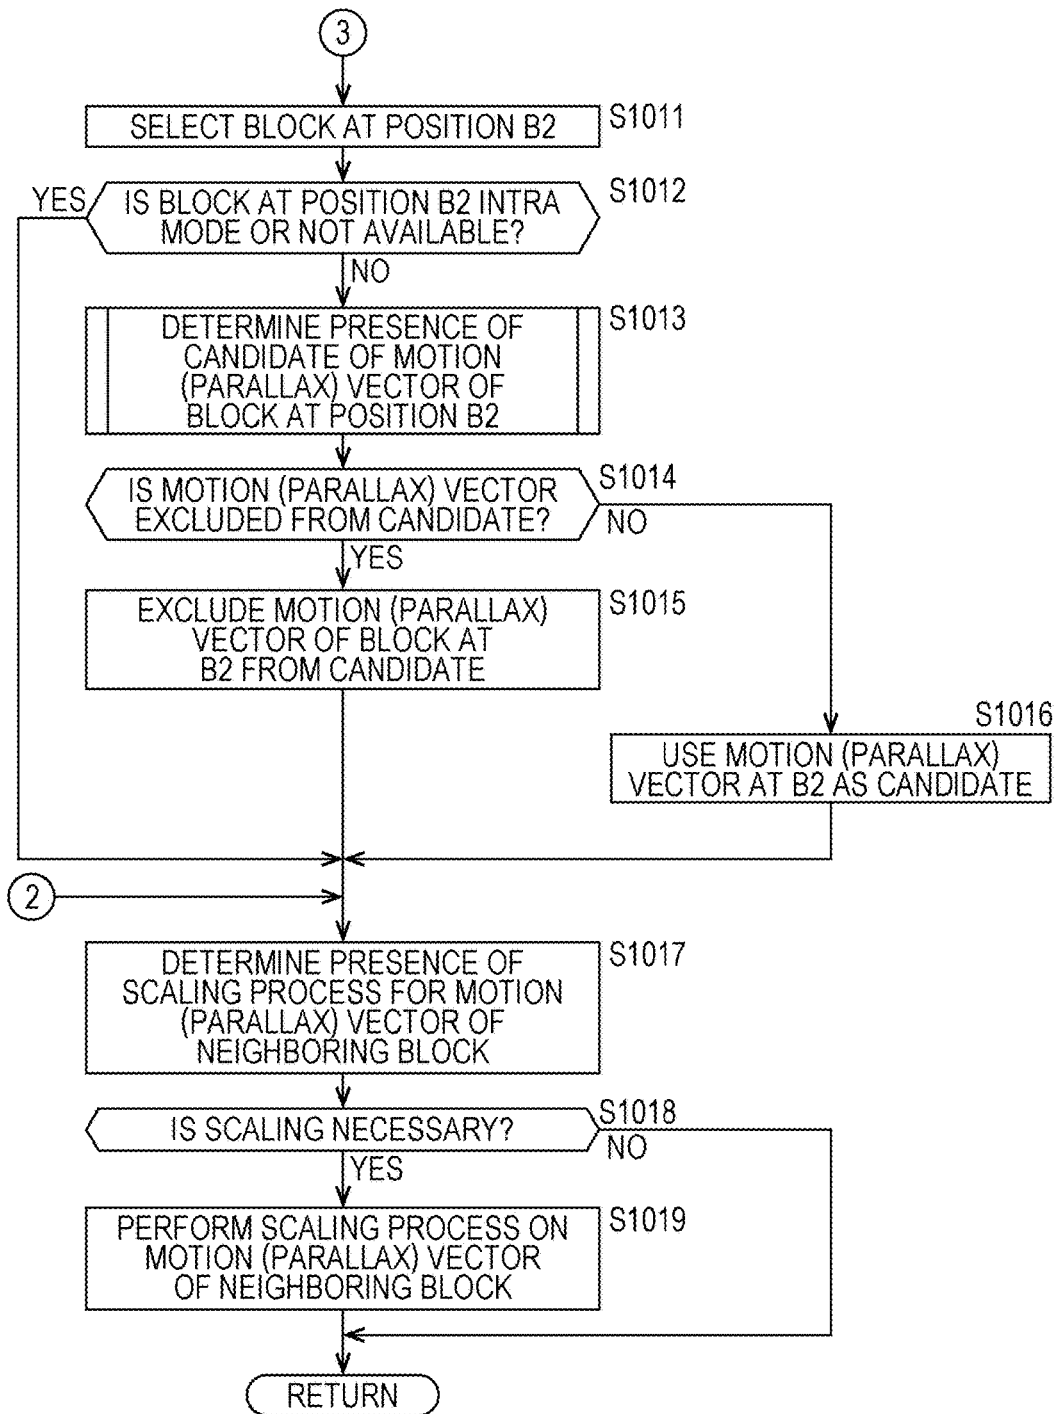 3
SELECT BLOCK AT POSITION B2
S1011
YES
IS BLOCK AT POSITION B2 INTRA
MODE OR NOT AVAILABLE?
S1012
NO
DETERMINE PRESENCE OF
CANDIDATE OF MOTION
(PARALLAX) VECTOR OF
BLOCK AT POSITION B2
S1013
IS MOTION (PARALLAX) VECTOR
EXCLUDED FROM CANDIDATE?
S1014
NO
YES
EXCLUDE MOTION (PARALLAX)
VECTOR OF BLOCK AT
B2 FROM CANDIDATE
S1015
S1016
USE MOTION (PARALLAX)
VECTOR AT B2 AS CANDIDATE
2
DETERMINE PRESENCE OF
SCALING PROCESS FOR MOTION
(PARALLAX) VECTOR OF
NEIGHBORING BLOCK
S1017
IS SCALING NECESSARY?
S1018
NO
YES
PERFORM SCALING PROCESS ON
MOTION (PARALLAX) VECTOR
OF NEIGHBORING BLOCK
S1019
RETURN